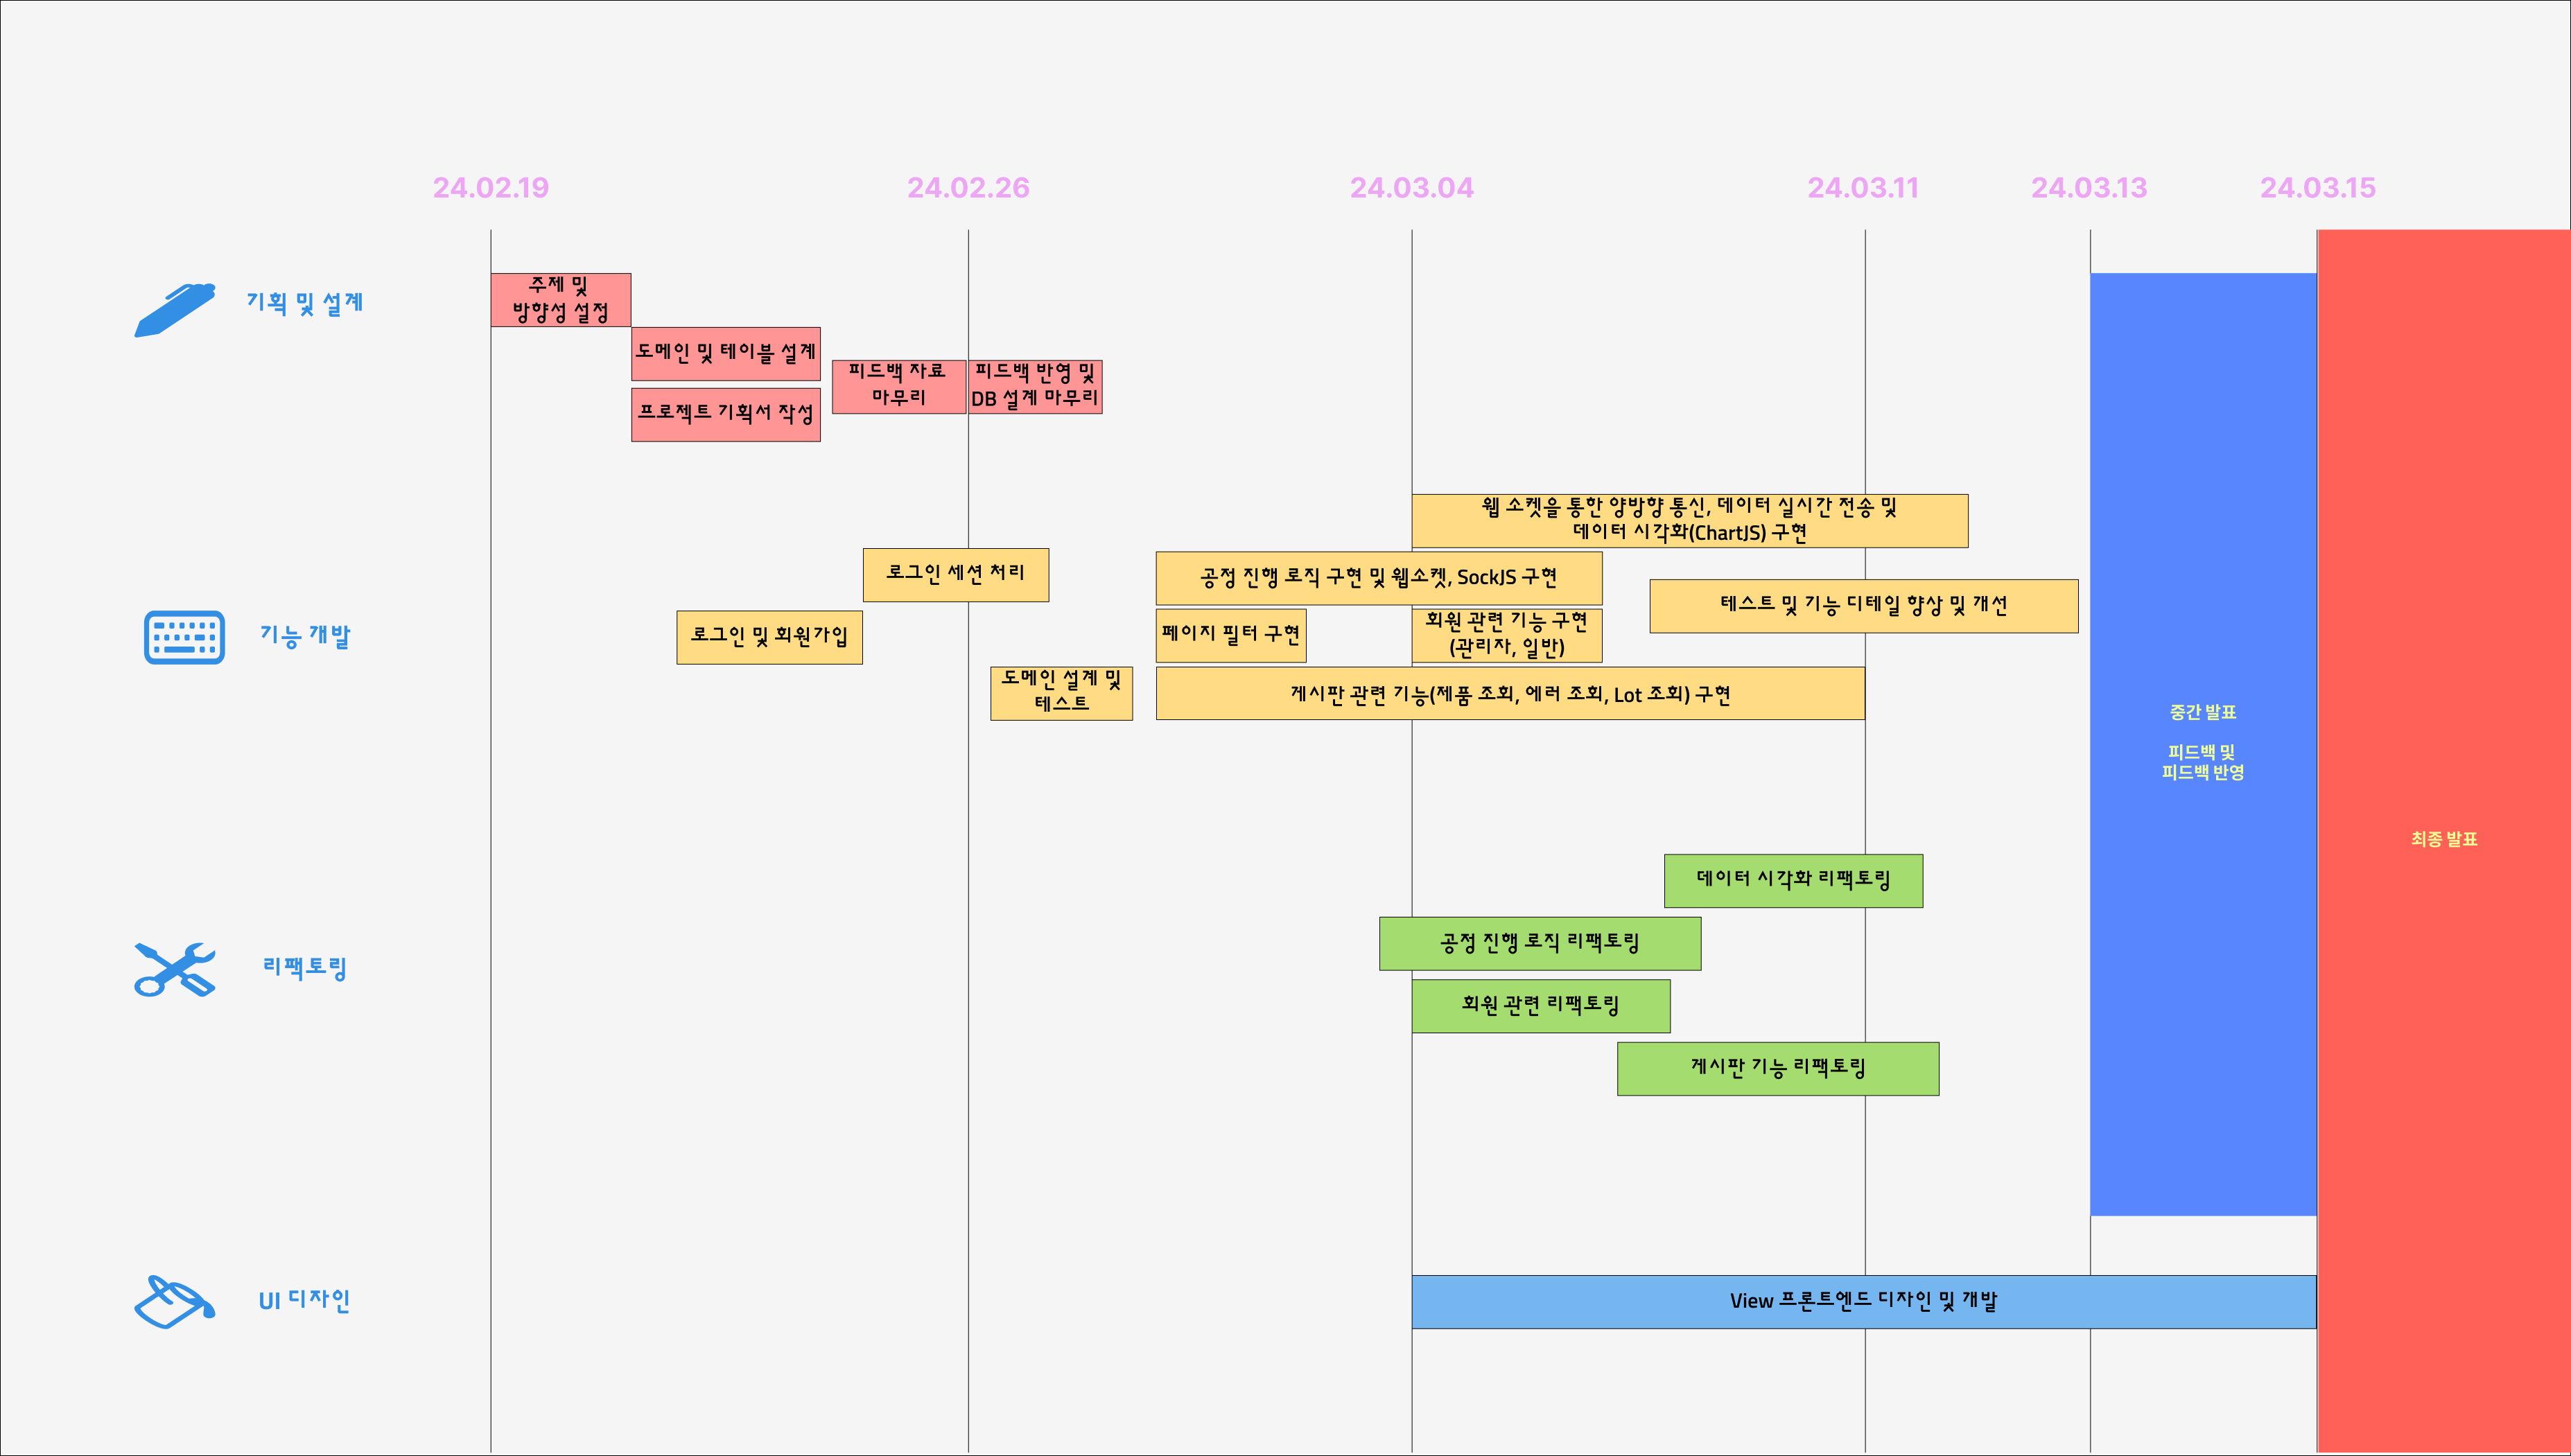 24.02.19
24.02.26
24.03.04
24.03.11
24.03.13
24.03.15
기획 및 설계
주제 및
방향성 설정
도메인 및 테이블 설계
프로젝트 기획서 작성
피드백 자료
마무리
피드백 반영 및
DB 설계 마무리
기능 개발
웹 소켓을 통한 양방향 통신, 데이터 실시간 전송 및
데이터 시각화(ChartJS) 구현
로그인 세션 처리
공정 진행 로직 구현 및 웹소켓, SockJS 구현
테스트 및 기능 디테일 향상 및 개선
로그인 및 회원가입
페이지 필터 구현
회원 관련 기능 구현
(관리자, 일반)
도메인 설계 및
테스트
게시판 관련 기능(제품 조회, 에러 조회, Lot 조회) 구현
중간 발표
피드백 및
피드백 반영
최종 발표
리팩토링
데이터 시각화 리팩토링
공정 진행 로직 리팩토링
회원 관련 리팩토링
게시판 기능 리팩토링
UI 디자인
View 프론트엔드 디자인 및 개발